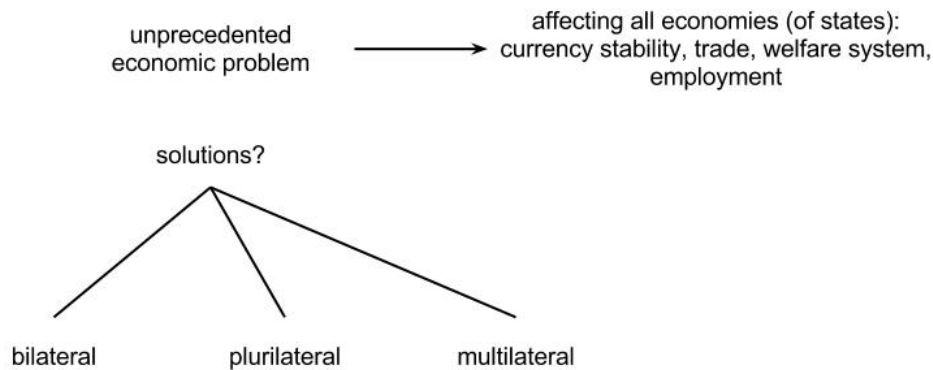 unprecedented
economic problem
affecting all economies (of states):
currency stability, trade, welfare system,
employment
solutions?
bilateral
plurilateral
multilateral